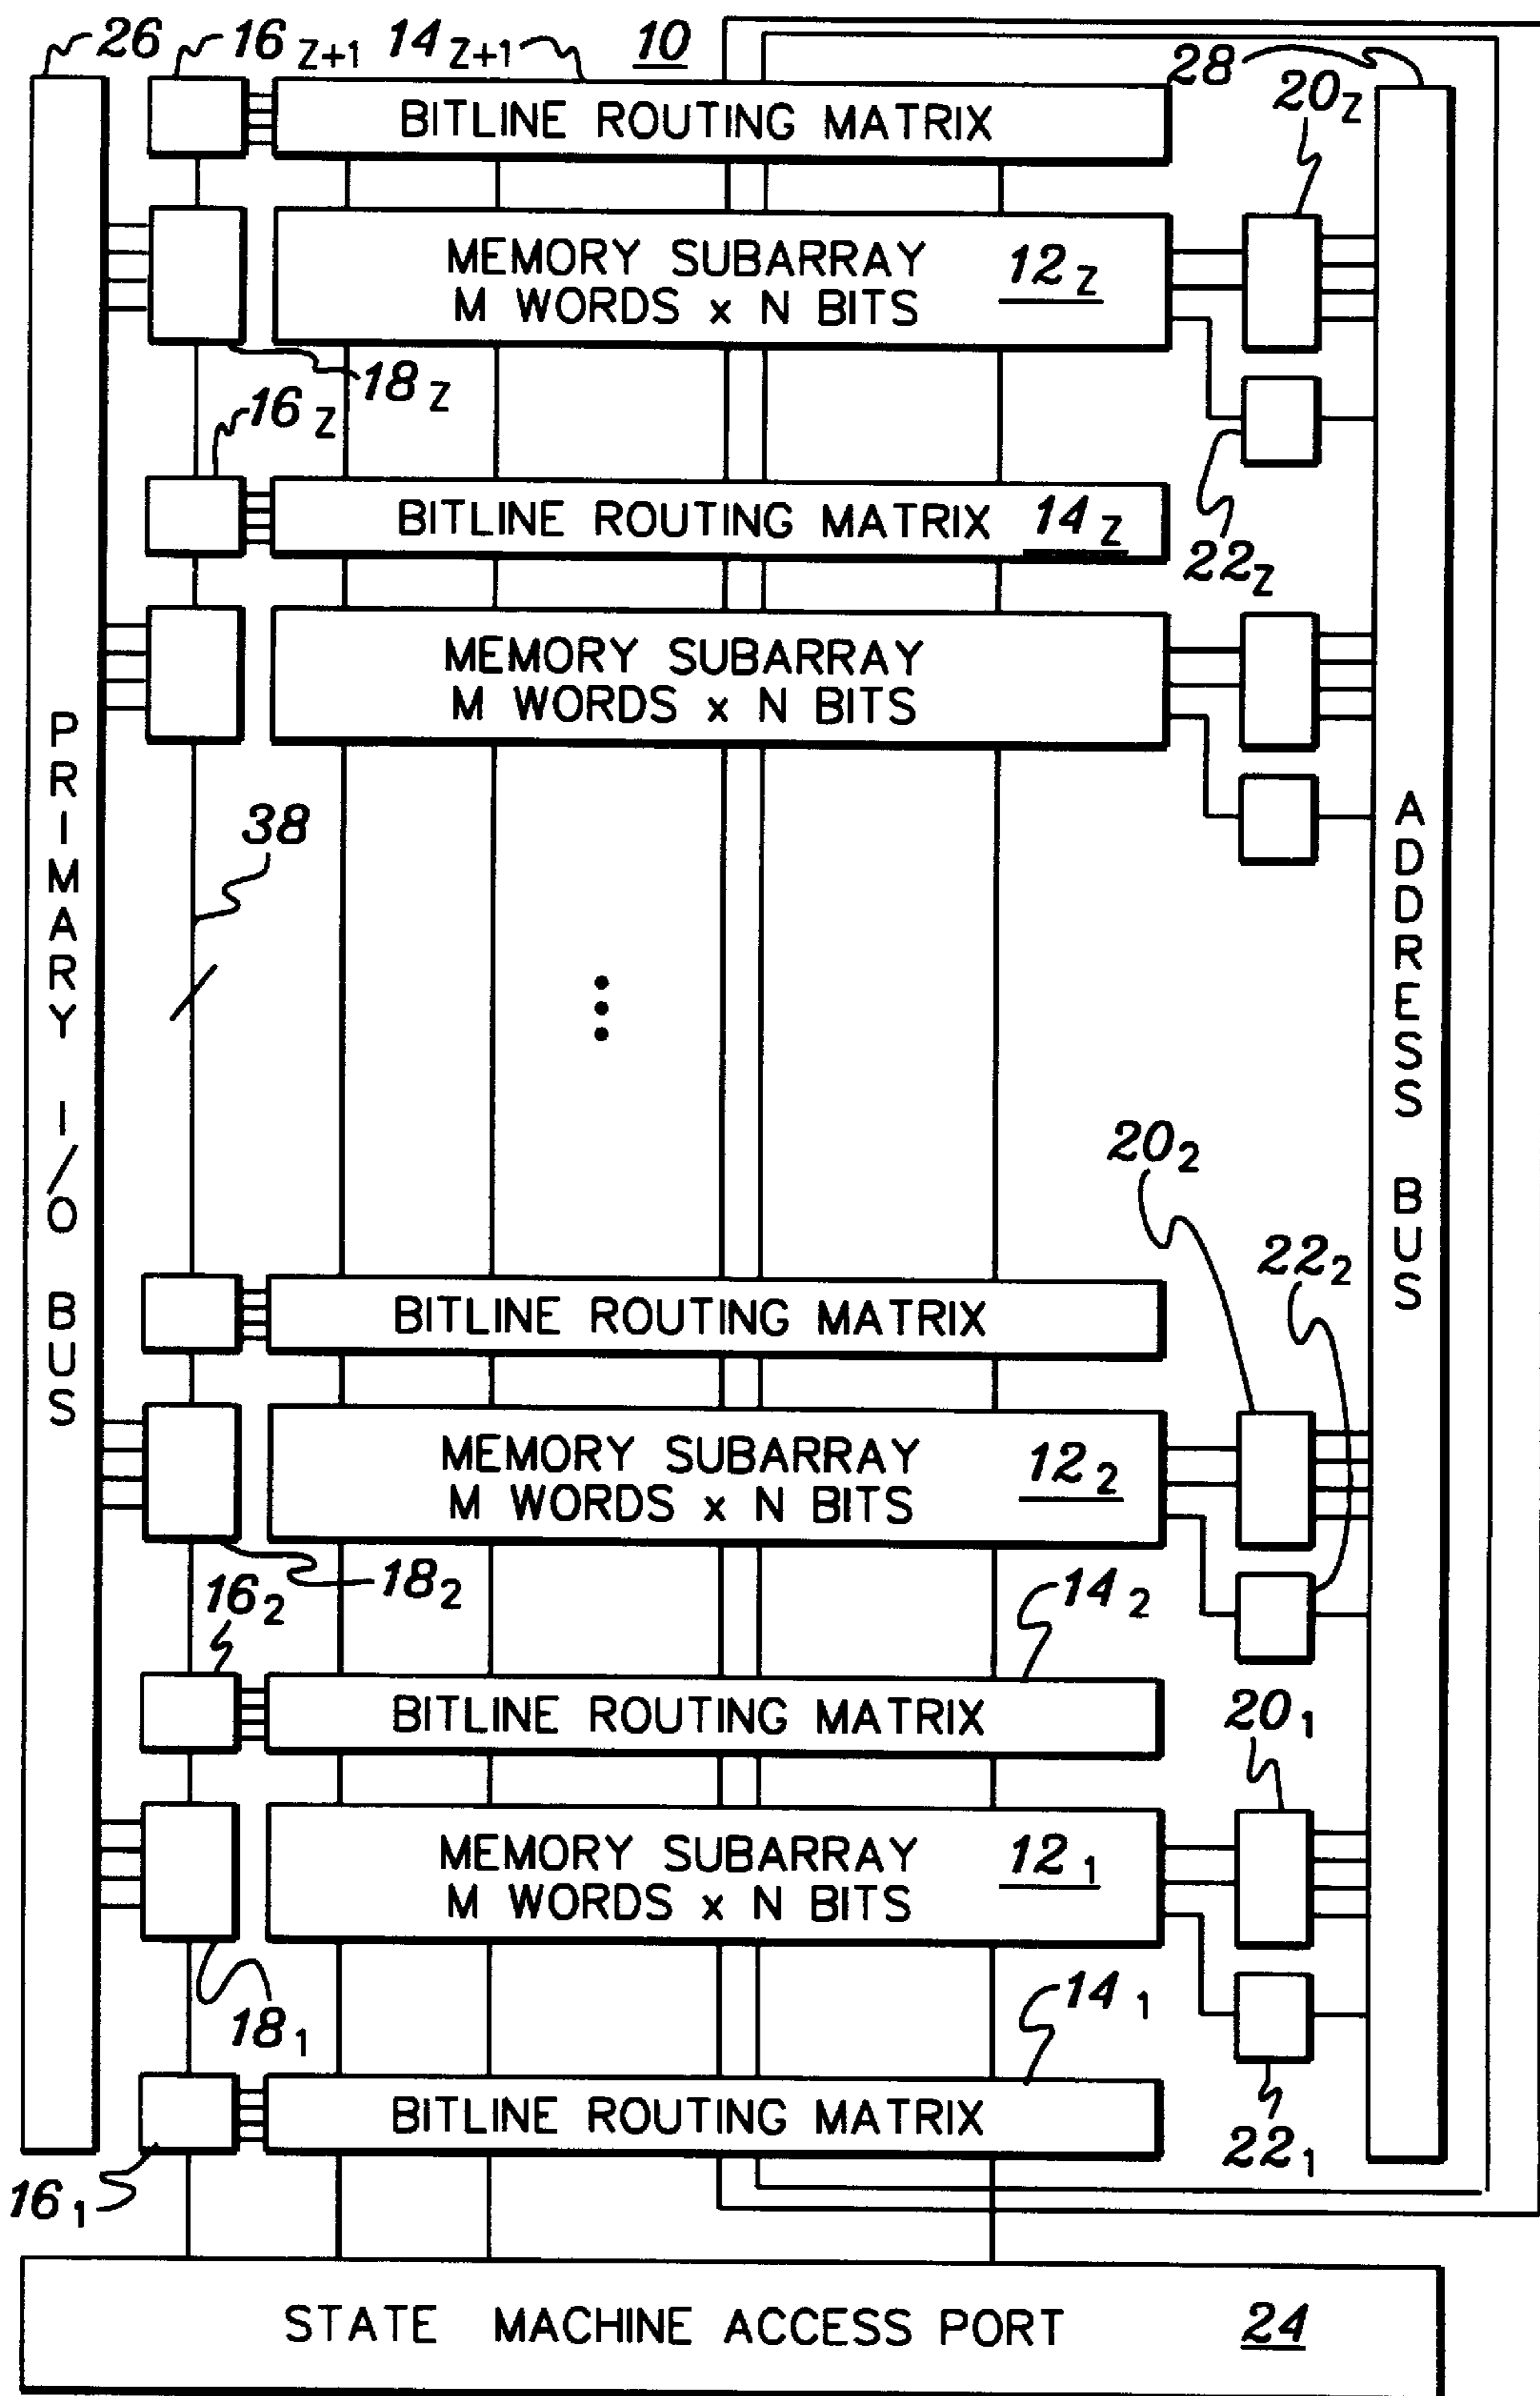 26 16 Z+1 14 Z+1 10
28 20 Z
BITLINE ROUTING MATRIX
MEMORY SUBARRAY 12 Z
M WORDS x N BITS
18 Z
16 Z
BITLINE ROUTING MATRIX 14 Z
22 Z
MEMORY SUBARRAY
M WORDS x N BITS
PRIMARY I/O BUS
38
ADDRESS BUS
20 2
22 2
BITLINE ROUTING MATRIX
MEMORY SUBARRAY 12 2
M WORDS x N BITS
18 2
16 2
14 2
BITLINE ROUTING MATRIX
20 1
MEMORY SUBARRAY 12 1
M WORDS x N BITS
18 1
14 1
BITLINE ROUTING MATRIX
22 1
16 1
STATE MACHINE ACCESS PORT 24